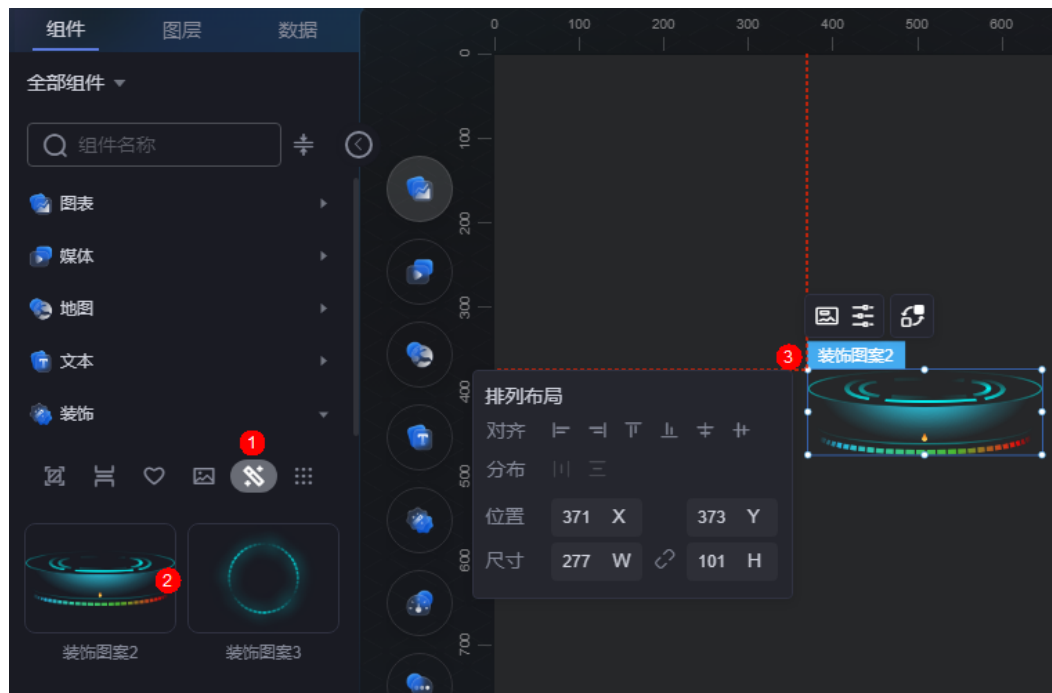 组件 图层 数据
全部组件
组件名称
图表
媒体
地图
文本
装饰
1
2
装饰图案2 装饰图案3
0 100 200 300 400 500 600
0
100
200
300
400
500
600
700
3 装饰图案2
排列布局
对齐
分布
位置 371 X 373 Y
尺寸 277 W 101 H